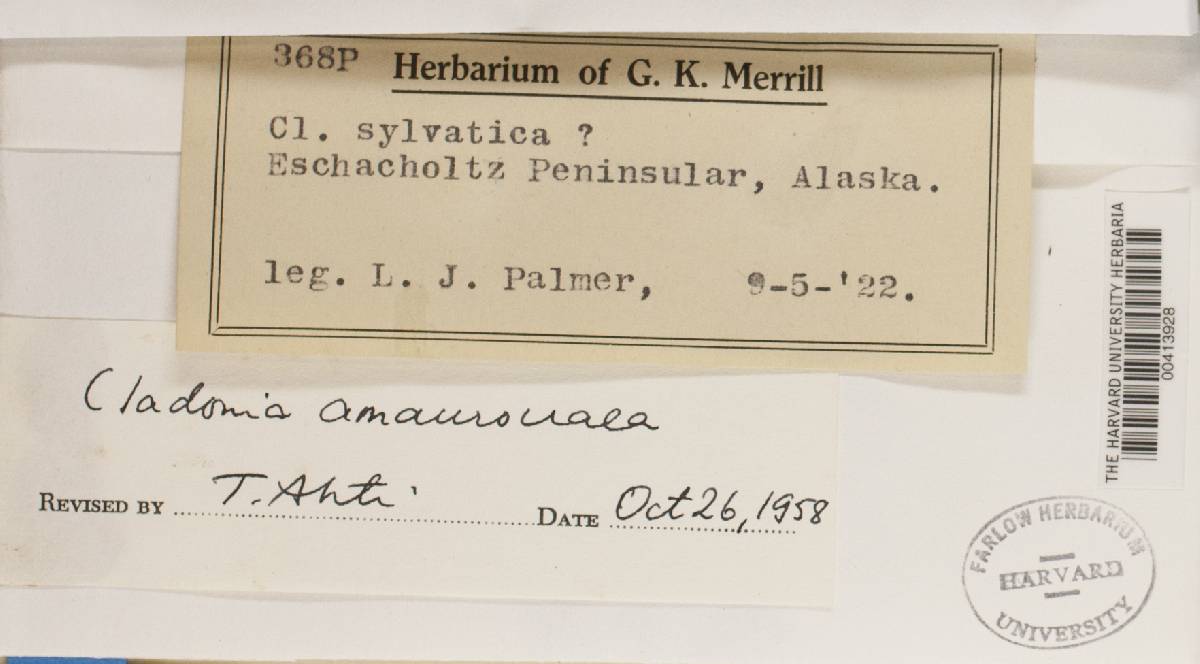 368P Herbarium of G. K. Merrill
Cl. sylvatica ?
Eschacholtz Peninsular, Alaska.
leg. L. J. Palmer, 9-5-'22.
Cladonia amaurocraea
REVISED BY T. Ahti DATE Oct 26, 1958
THE HARVARD UNIVERSITY HERBARIA
00413928
FARLOW HERBARIUM
HARVARD
UNIVERSITY